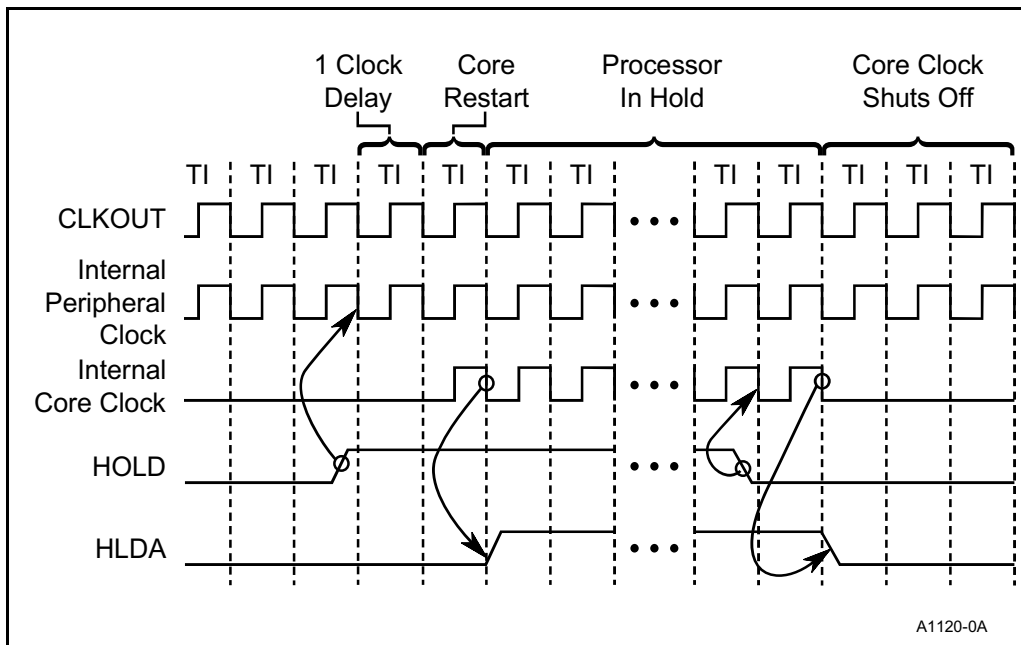 1 Clock
Delay
Core
Restart
Processor
In Hold
Core Clock
Shuts Off
TI TI TI TI TI TI TI TI TI TI TI TI
CLKOUT
Internal
Peripheral
Clock
Internal
Core Clock
HOLD
HLDA
A1120-0A